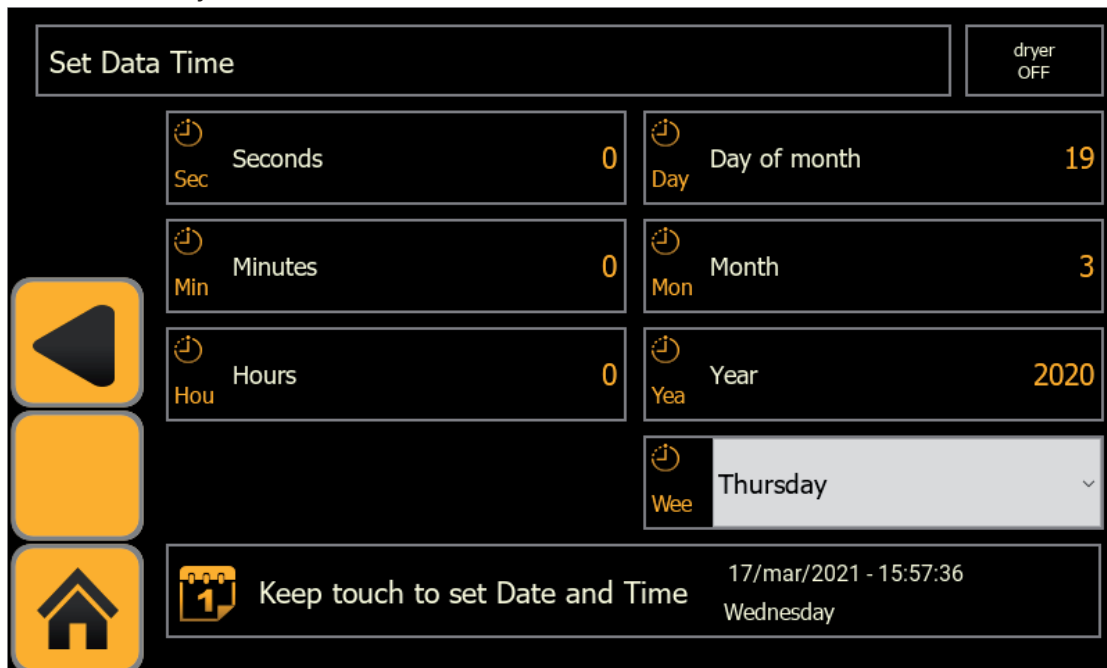 Set Data Time
dryer
OFF
Sec
Seconds
0
Day
Day of month
19
Min
Minutes
0
Mon
Month
3
Hou
Hours
0
Yea
Year
2020
Wee
Thursday
1
Keep touch to set Date and Time
17/mar/2021 - 15:57:36
Wednesday